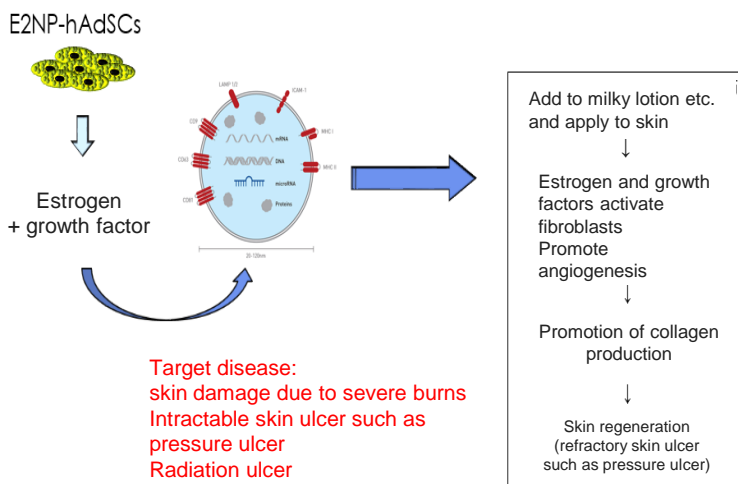 E2NP-hAdSCs
Estrogen
+ growth factor
LAMP 1/2
ICAM-1
MHC I
MHC II
mRNA
DNA
microRNA
Proteins
CD9
CD63
CD81
20-120nm
Target disease:
skin damage due to severe burns
Intractable skin ulcer such as
pressure ulcer
Radiation ulcer
Add to milky lotion etc.
and apply to skin
↓
Estrogen and growth
factors activate
fibroblasts
Promote
angiogenesis
↓
Promotion of collagen
production
↓
Skin regeneration
(refractory skin ulcer
such as pressure ulcer)